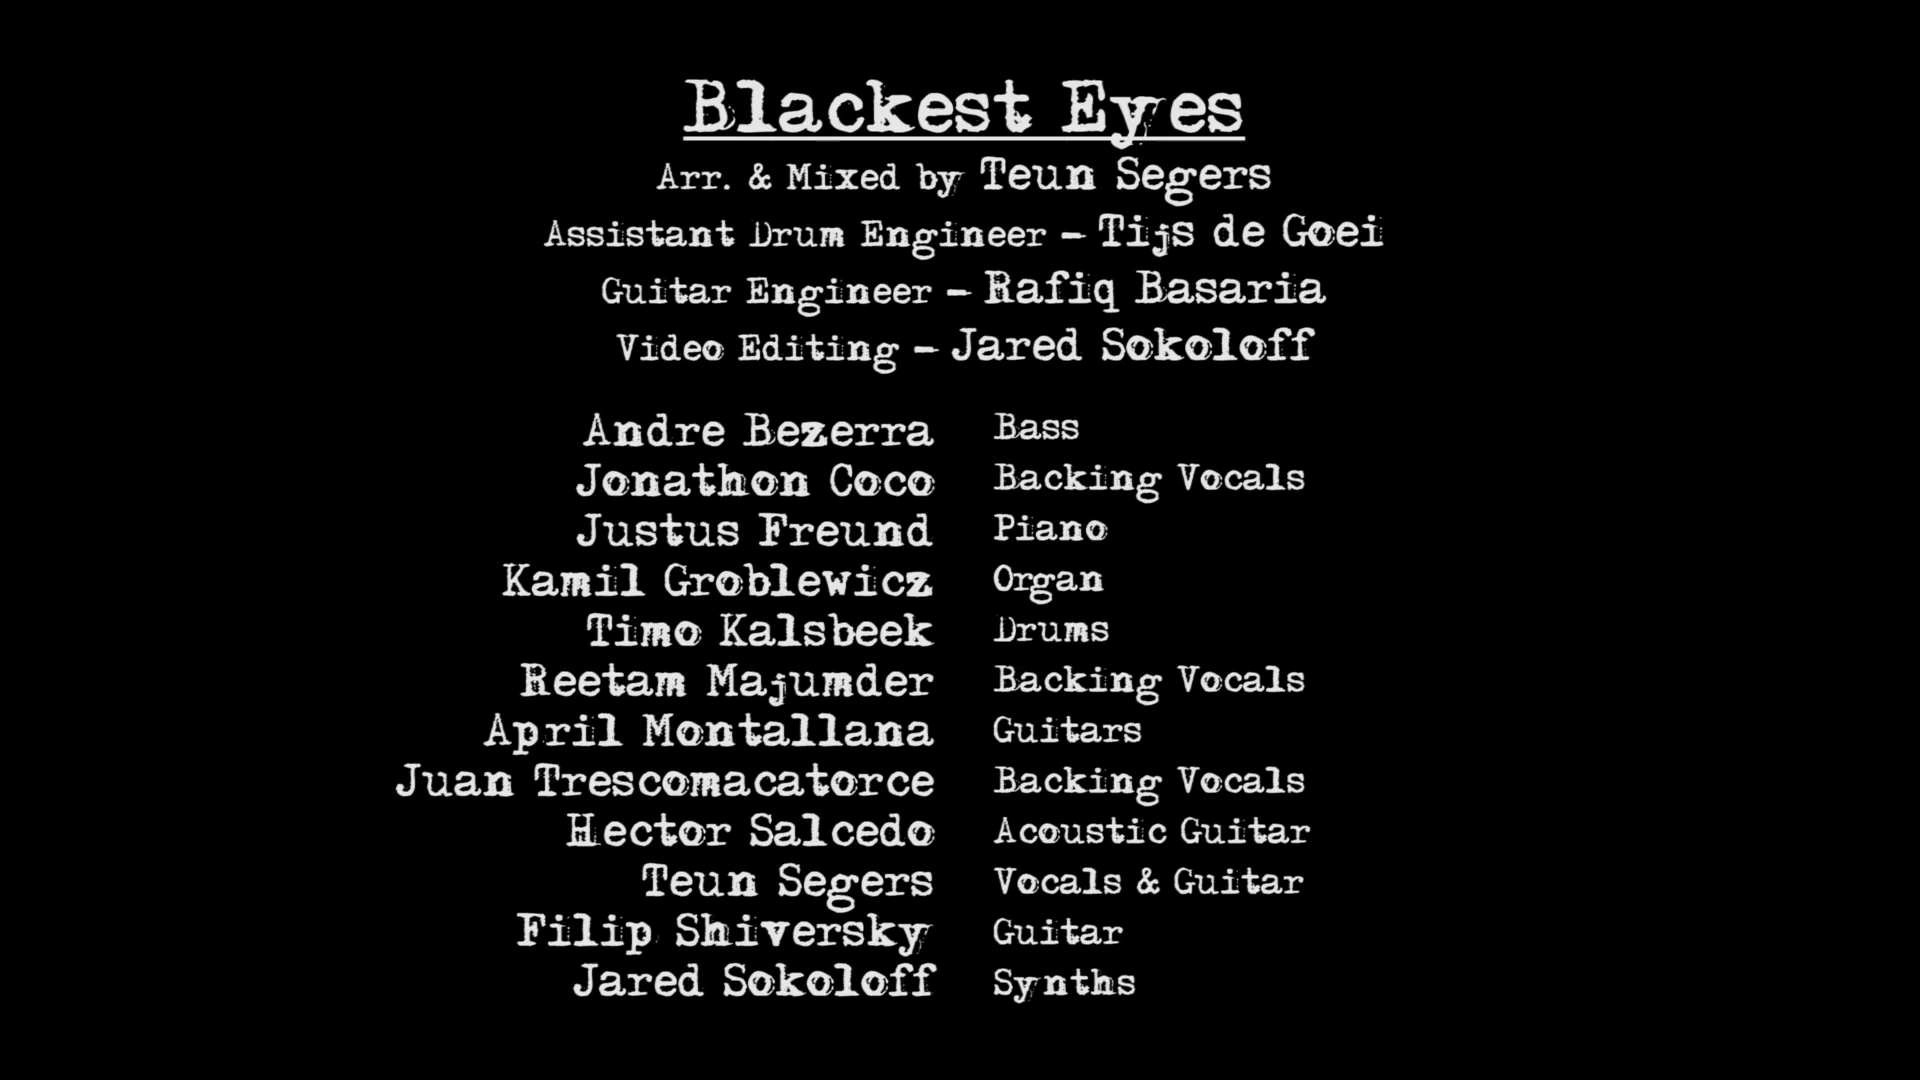 Blackest Eyes
Arr. & Mixed by Teun Segers
Assistant Drum Engineer – Tijs de Goei
Guitar Engineer – Rafiq Basaria
Video Editing – Jared Sokoloff
Andre Bezerra Bass
Jonathon Coco Backing Vocals
Justus Freund Piano
Kamil Groblewicz Organ
Timo Kalsbeek Drums
Reetam Majumder Backing Vocals
April Montallana Guitars
Juan Trescomacatorce Backing Vocals
Hector Salcedo Acoustic Guitar
Teun Segers Vocals & Guitar
Filip Shiversky Guitar
Jared Sokoloff Synths